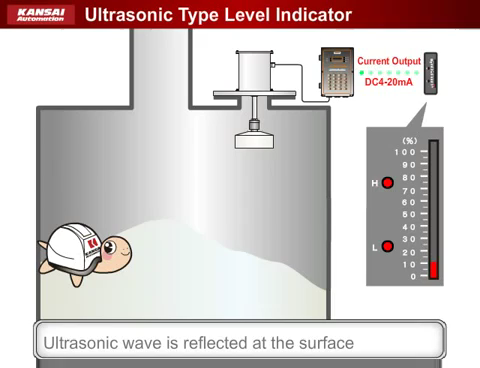 KANSAI
Automation
Ultrasonic Type Level Indicator
Current Output
DC4-20mA
(%)
100
90
80
H
70
60
50
40
L
30
20
10
0
Ultrasonic wave is reflected at the surface